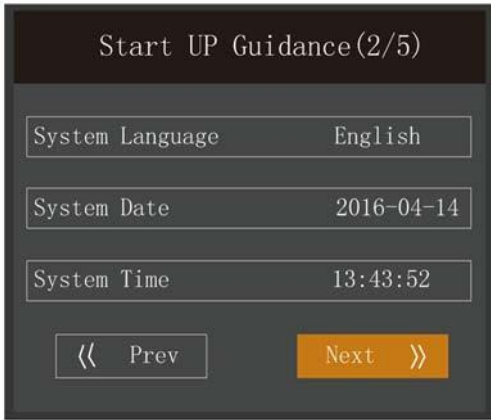 Start UP Guidance(2/5)
System Language English
System Date 2016-04-14
System Time 13:43:52
⟪ Prev Next ⟫